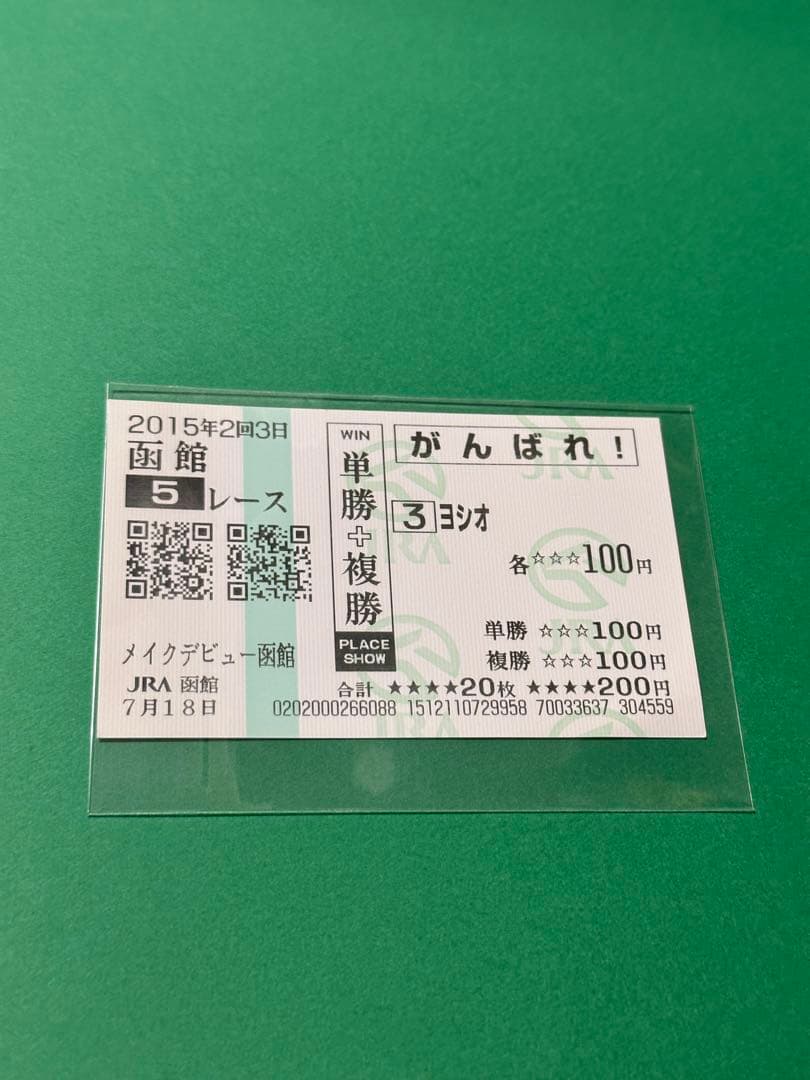 2015年2回3日
函館
5レース
メイクデビュー函館
JRA 函館
7月18日
WIN
単勝+複勝
PLACE
SHOW
がんばれ!
3 ヨシオ
各☆☆☆100円
単勝 ☆☆☆100円
複勝 ☆☆☆100円
合計 ★★★★20枚 ★★★★200円
0202000266088 1512110729958 70033637 304559
JRA
JRA
JRA
JRA